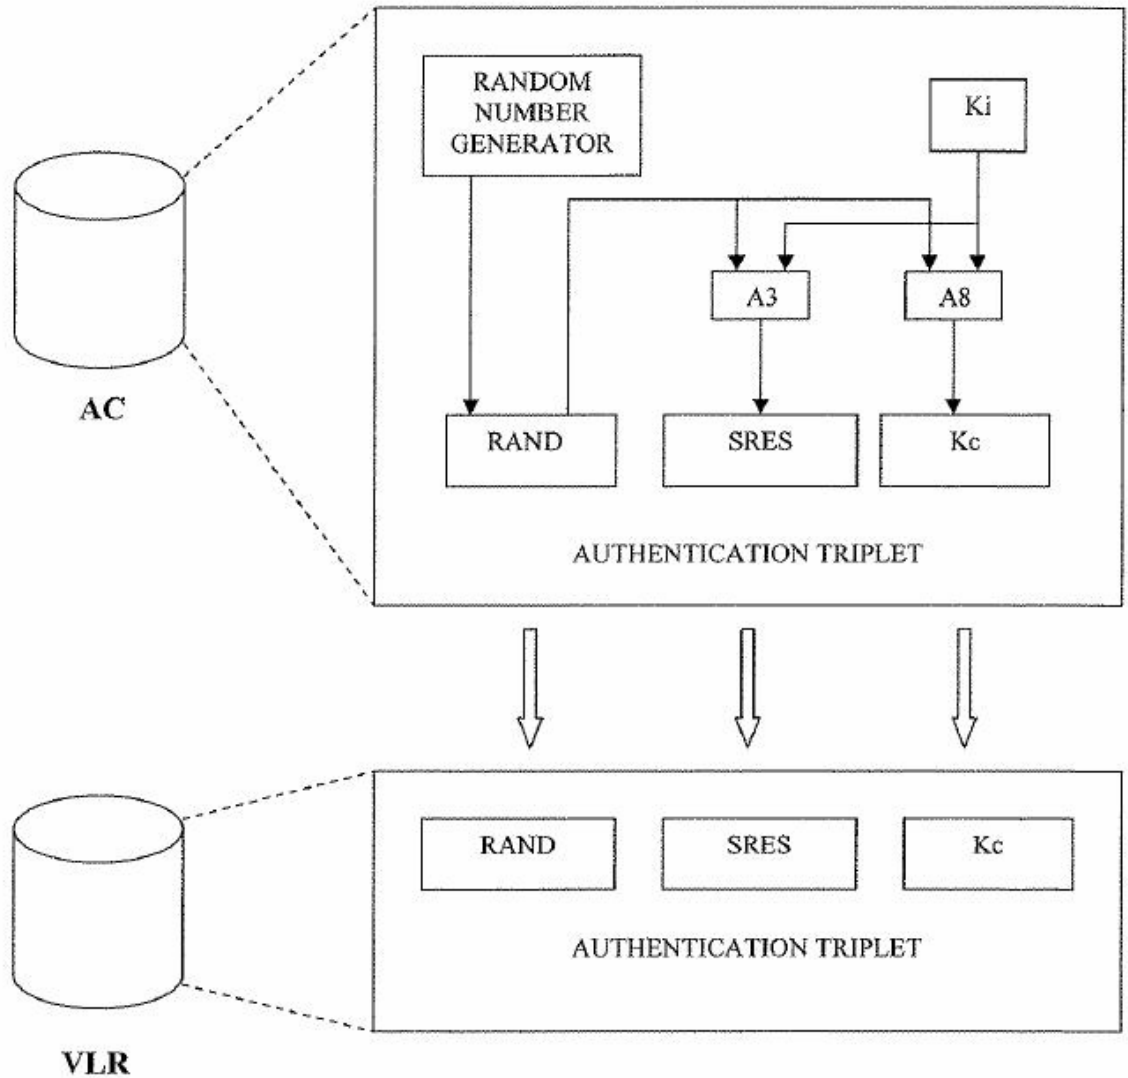 RANDOM
NUMBER
GENERATOR
Ki
A3
A8
AC
RAND
SRES
Kc
AUTHENTICATION TRIPLET
RAND
SRES
Kc
AUTHENTICATION TRIPLET
VLR